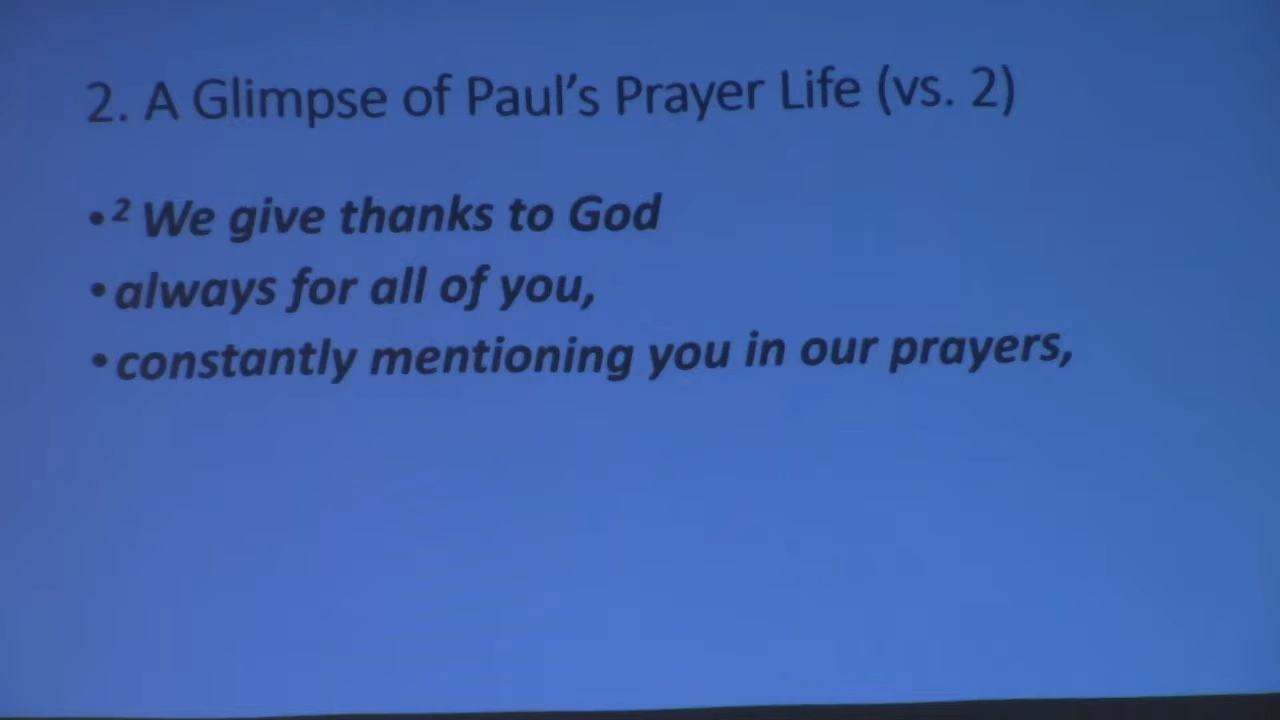 2. A Glimpse of Paul's Prayer Life (vs. 2)
•² We give thanks to God
•always for all of you,
•constantly mentioning you in our prayers,